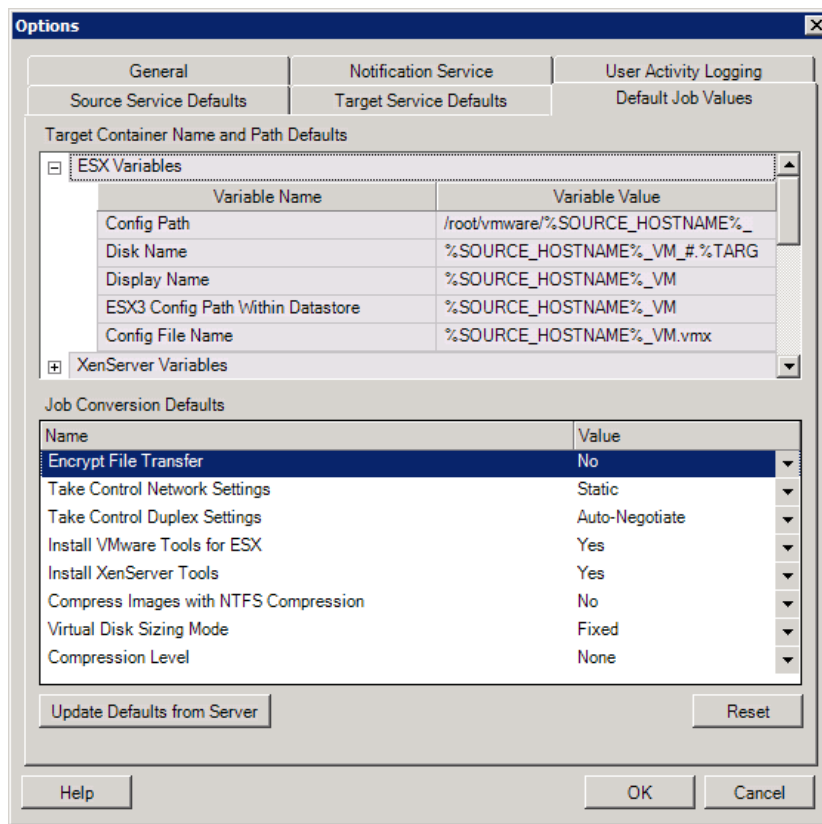 Options
General Notification Service User Activity Logging
Source Service Defaults Target Service Defaults Default Job Values
Target Container Name and Path Defaults
ESX Variables
Variable Name Variable Value
Config Path /root/vmware/%SOURCE_HOSTNAME%_
Disk Name %SOURCE_HOSTNAME%_VM_#.%TARG
Display Name %SOURCE_HOSTNAME%_VM
ESX3 Config Path Within Datastore %SOURCE_HOSTNAME%_VM
Config File Name %SOURCE_HOSTNAME%_VM.vmx
XenServer Variables
Job Conversion Defaults
Name Value
Encrypt File Transfer No
Take Control Network Settings Static
Take Control Duplex Settings Auto-Negotiate
Install VMware Tools for ESX Yes
Install XenServer Tools Yes
Compress Images with NTFS Compression No
Virtual Disk Sizing Mode Fixed
Compression Level None
Update Defaults from Server Reset
Help OK Cancel